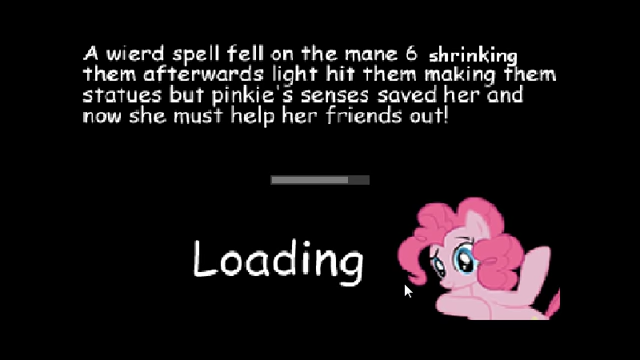 A wierd spell fell on the mane 6 shrinking
them afterwards light hit them making them
statues but pinkie's senses saved her and
now she must help her friends out!
Loading